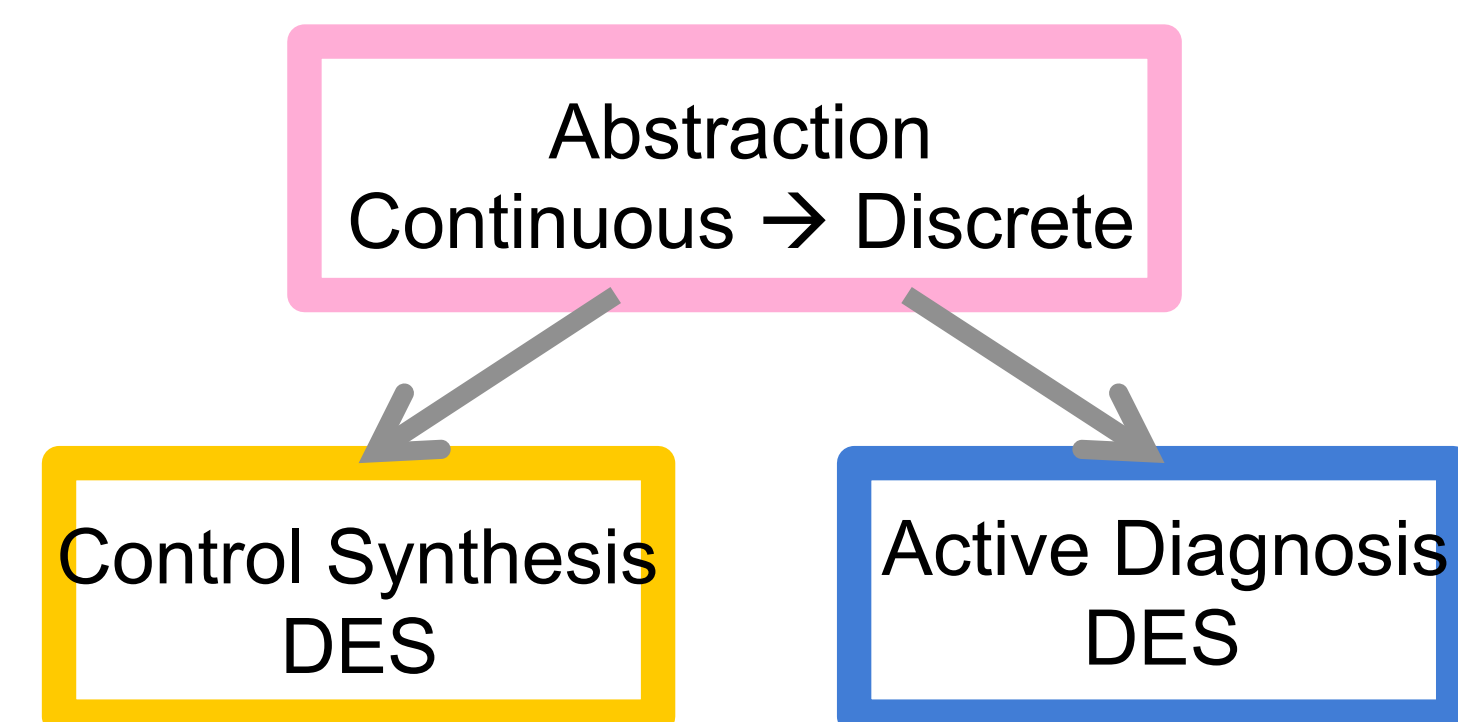 Abstraction
Continuous → Discrete
Control Synthesis
DES
Active Diagnosis
DES